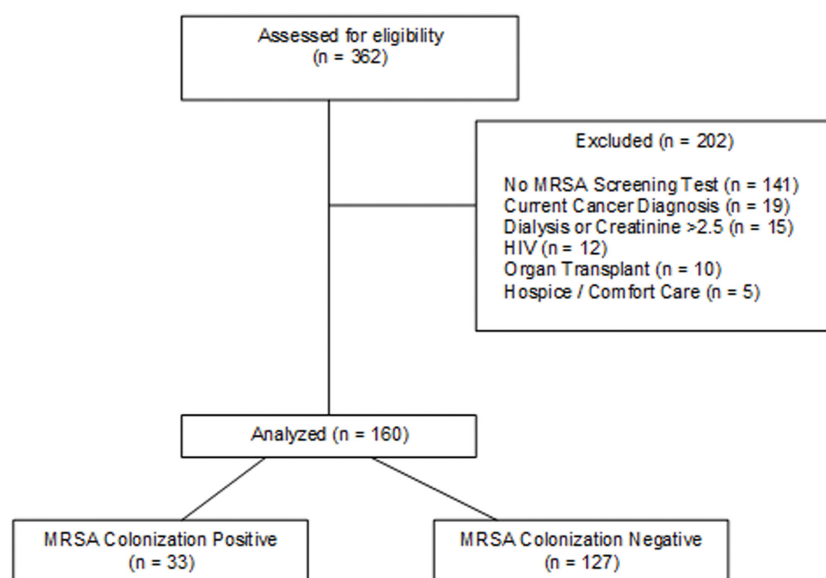 Assessed for eligibility
(n = 362)
Excluded (n = 202)
No MRSA Screening Test (n = 141)
Current Cancer Diagnosis (n = 19)
Dialysis or Creatinine >2.5 (n = 15)
HIV (n = 12)
Organ Transplant (n = 10)
Hospice / Comfort Care (n = 5)
Analyzed (n = 160)
MRSA Colonization Positive
(n = 33)
MRSA Colonization Negative
(n = 127)